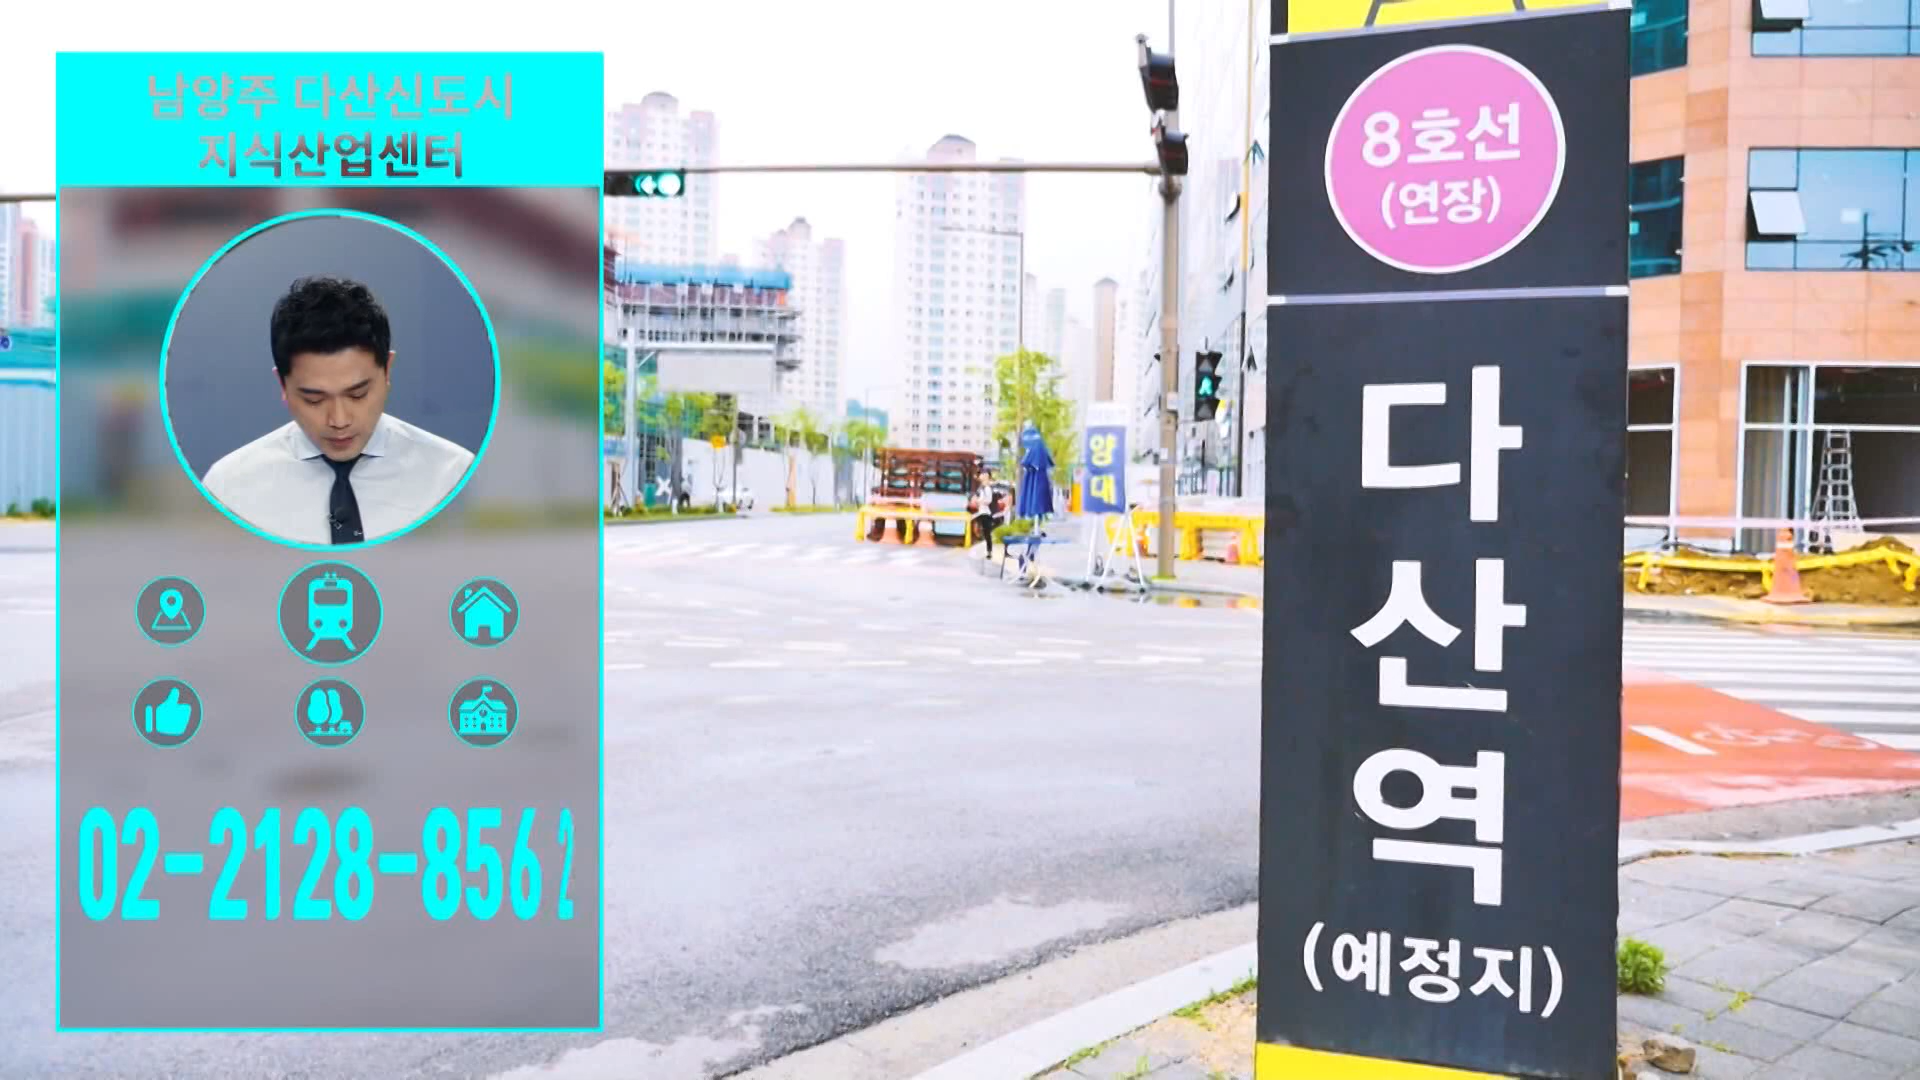 남양주 다산신도시
지식산업센터
02-2128-8562
8호선
(연장)
다산역
(예정지)
양대